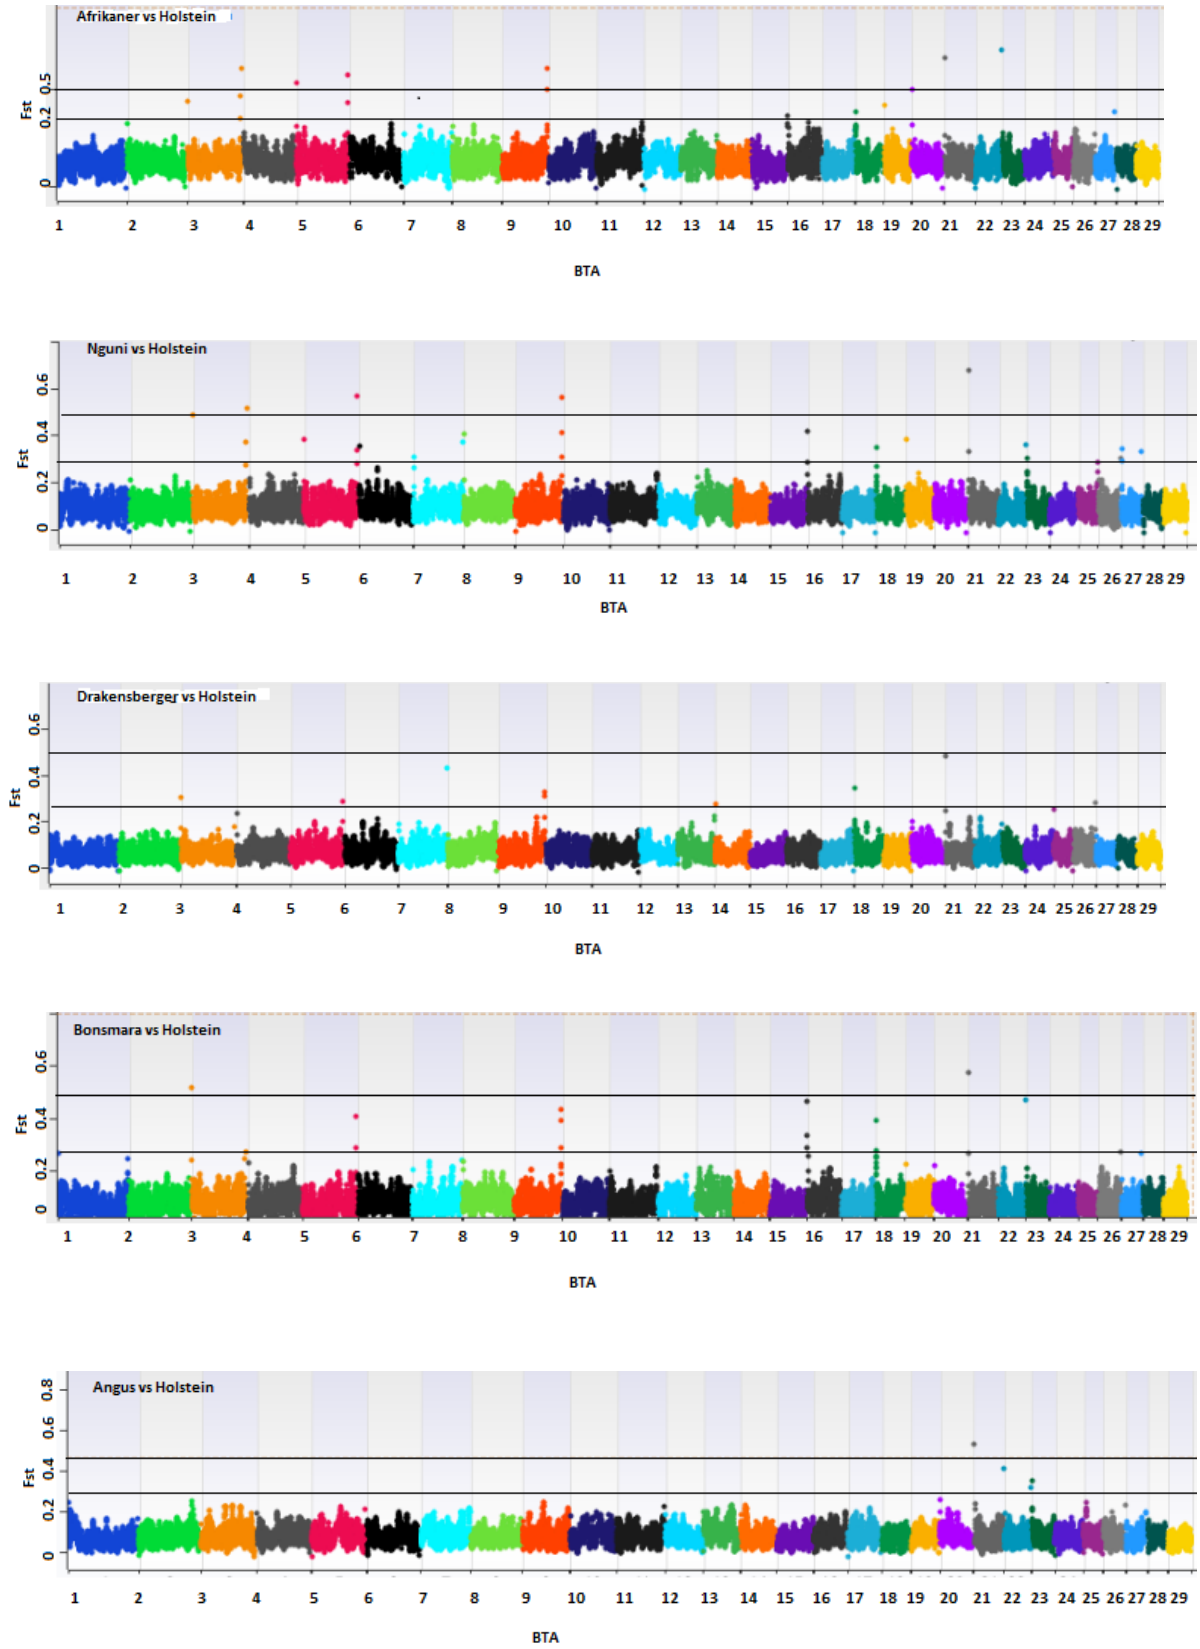 Afrikaner vs Holstein
Fst
0.5
0.2
0
1 2 3 4 5 6 7 8 9 10 11 12 13 14 15 16 17 18 19 20 21 22 23 24 25 26 27 28 29
BTA
Nguni vs Holstein
Fst
0.6
0.4
0.2
0
1 2 3 4 5 6 7 8 9 10 11 12 13 14 15 16 17 18 19 20 21 22 23 24 25 26 27 28 29
BTA
Drakensberger vs Holstein
Fst
0.6
0.4
0.2
0
1 2 3 4 5 6 7 8 9 10 11 12 13 14 15 16 17 18 19 20 21 22 23 24 25 26 27 28 29
BTA
Bonsmara vs Holstein
Fst
0.6
0.4
0.2
0
1 2 3 4 5 6 7 8 9 10 11 12 13 14 15 16 17 18 19 20 21 22 23 24 25 26 27 28 29
BTA
Angus vs Holstein
Fst
0.8
0.6
0.4
0.2
0
1 2 3 4 5 6 7 8 9 10 11 12 13 14 15 16 17 18 19 20 21 22 23 24 25 26 27 28 29
BTA